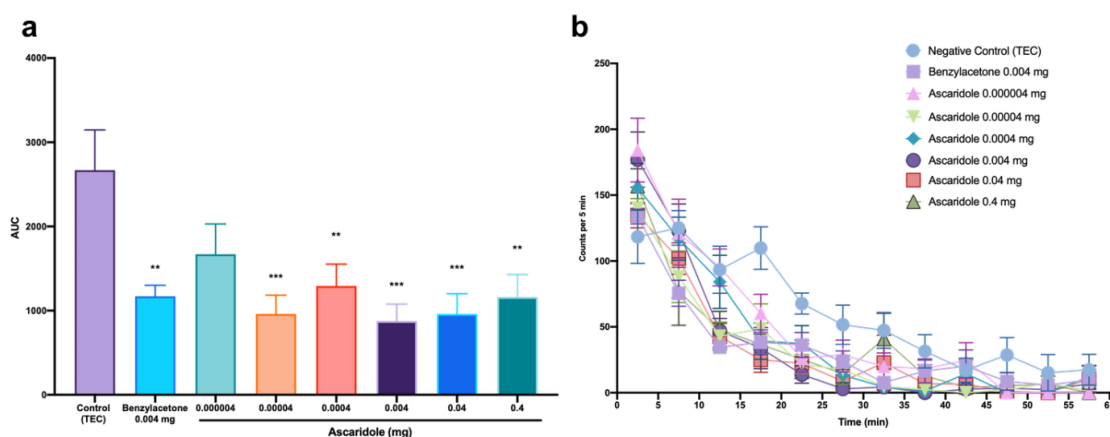 a
4000
3000
2000
1000
0
AUC
**
***
**
***
***
**
Control
(TEC)
Benzylacetone
0.004 mg
0.000004
0.00004
0.0004
0.004
0.04
0.4
Ascaridole (mg)
b
Negative Control (TEC)
Benzylacetone 0.004 mg
Ascaridole 0.000004 mg
Ascaridole 0.00004 mg
Ascaridole 0.0004 mg
Ascaridole 0.004 mg
Ascaridole 0.04 mg
Ascaridole 0.4 mg
250
200
150
100
50
0
Counts per 5 min
0 5 10 15 20 25 30 35 40 45 50 55 60
Time (min)